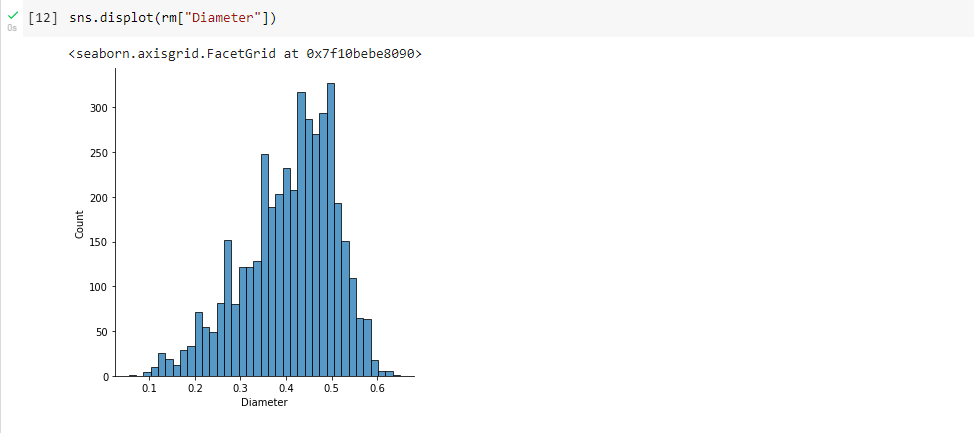 [12] sns.displot(rm["Diameter"])
0s
<seaborn.axisgrid.FacetGrid at 0x7f10bebe8090>
300
250
200
150
100
50
0
Count
0.1 0.2 0.3 0.4 0.5 0.6
Diameter